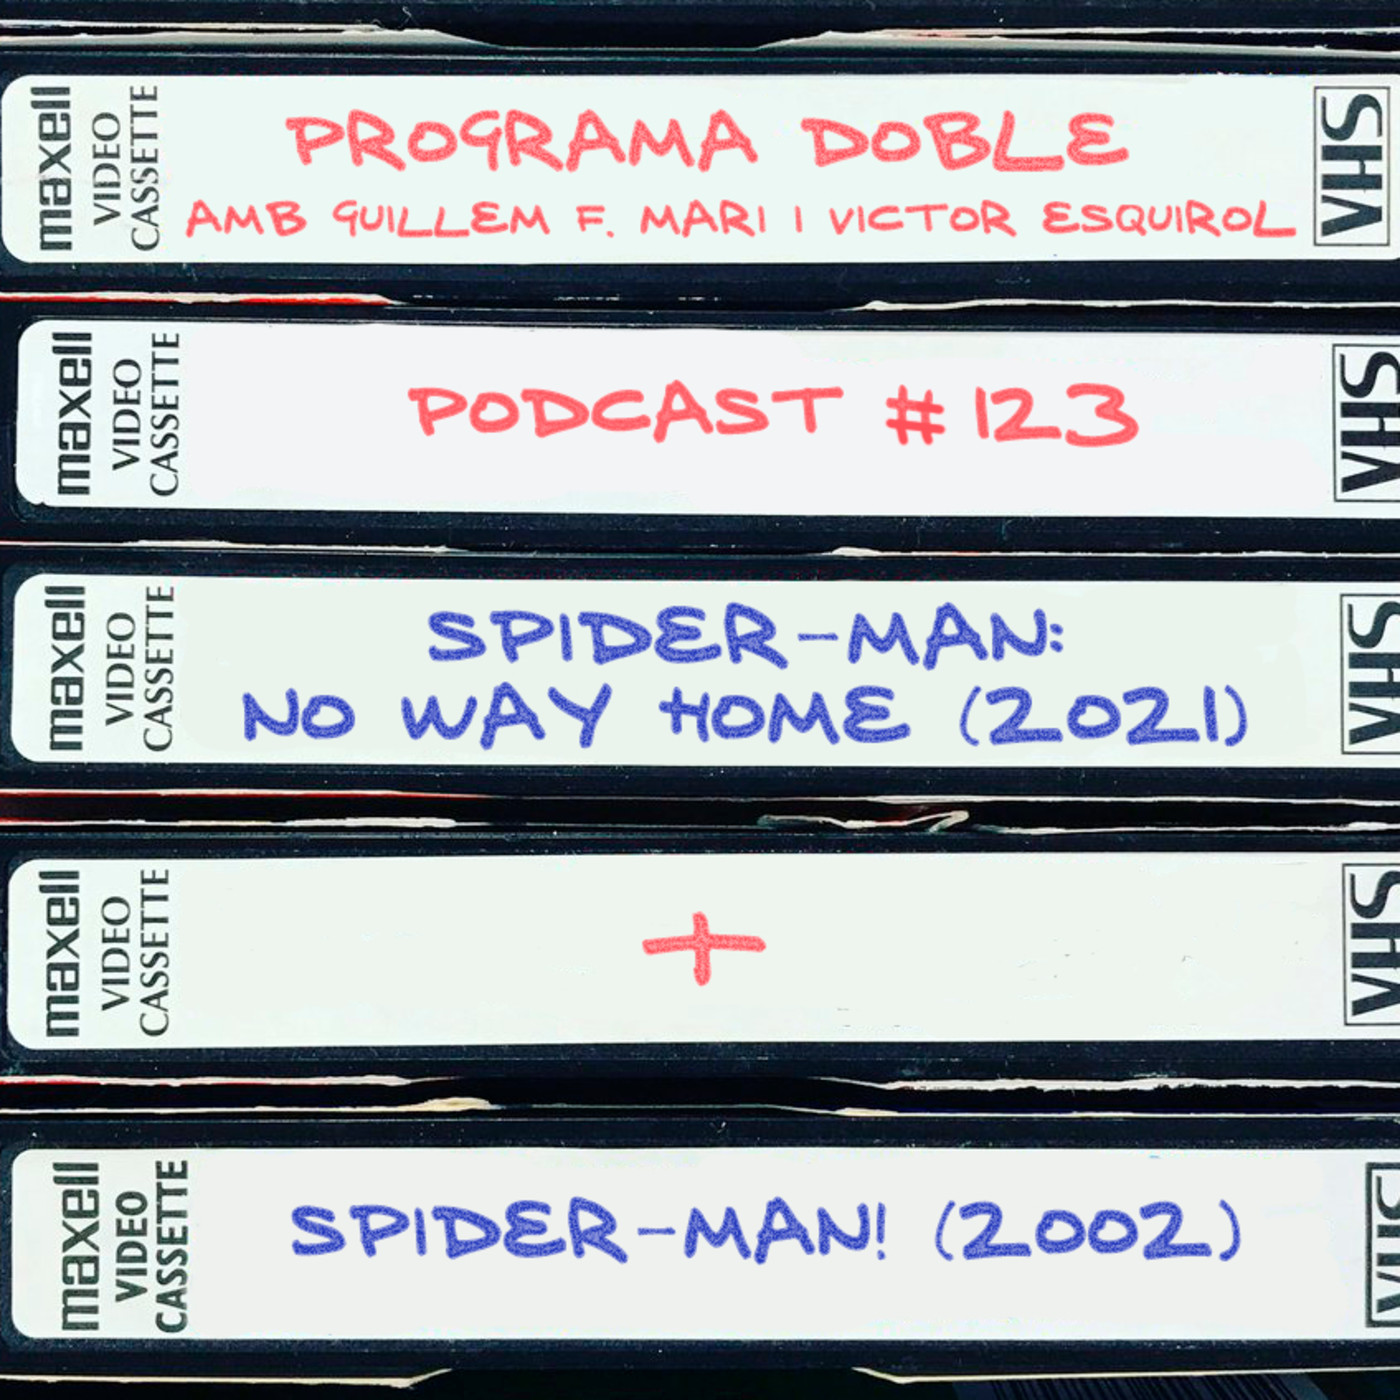 maxell
VIDEO
CASSETTE
PROGRAMA DOBLE
AMB GUILLEM F. MARI I VICTOR ESQUIROL
VHS
maxell
VIDEO
CASSETTE
PODCAST #123
VHS
maxell
VIDEO
CASSETTE
SPIDER-MAN:
NO WAY HOME (2021)
VHS
maxell
VIDEO
CASSETTE
+
VHS
maxell
VIDEO
CASSETTE
SPIDER-MAN! (2002)
VHS